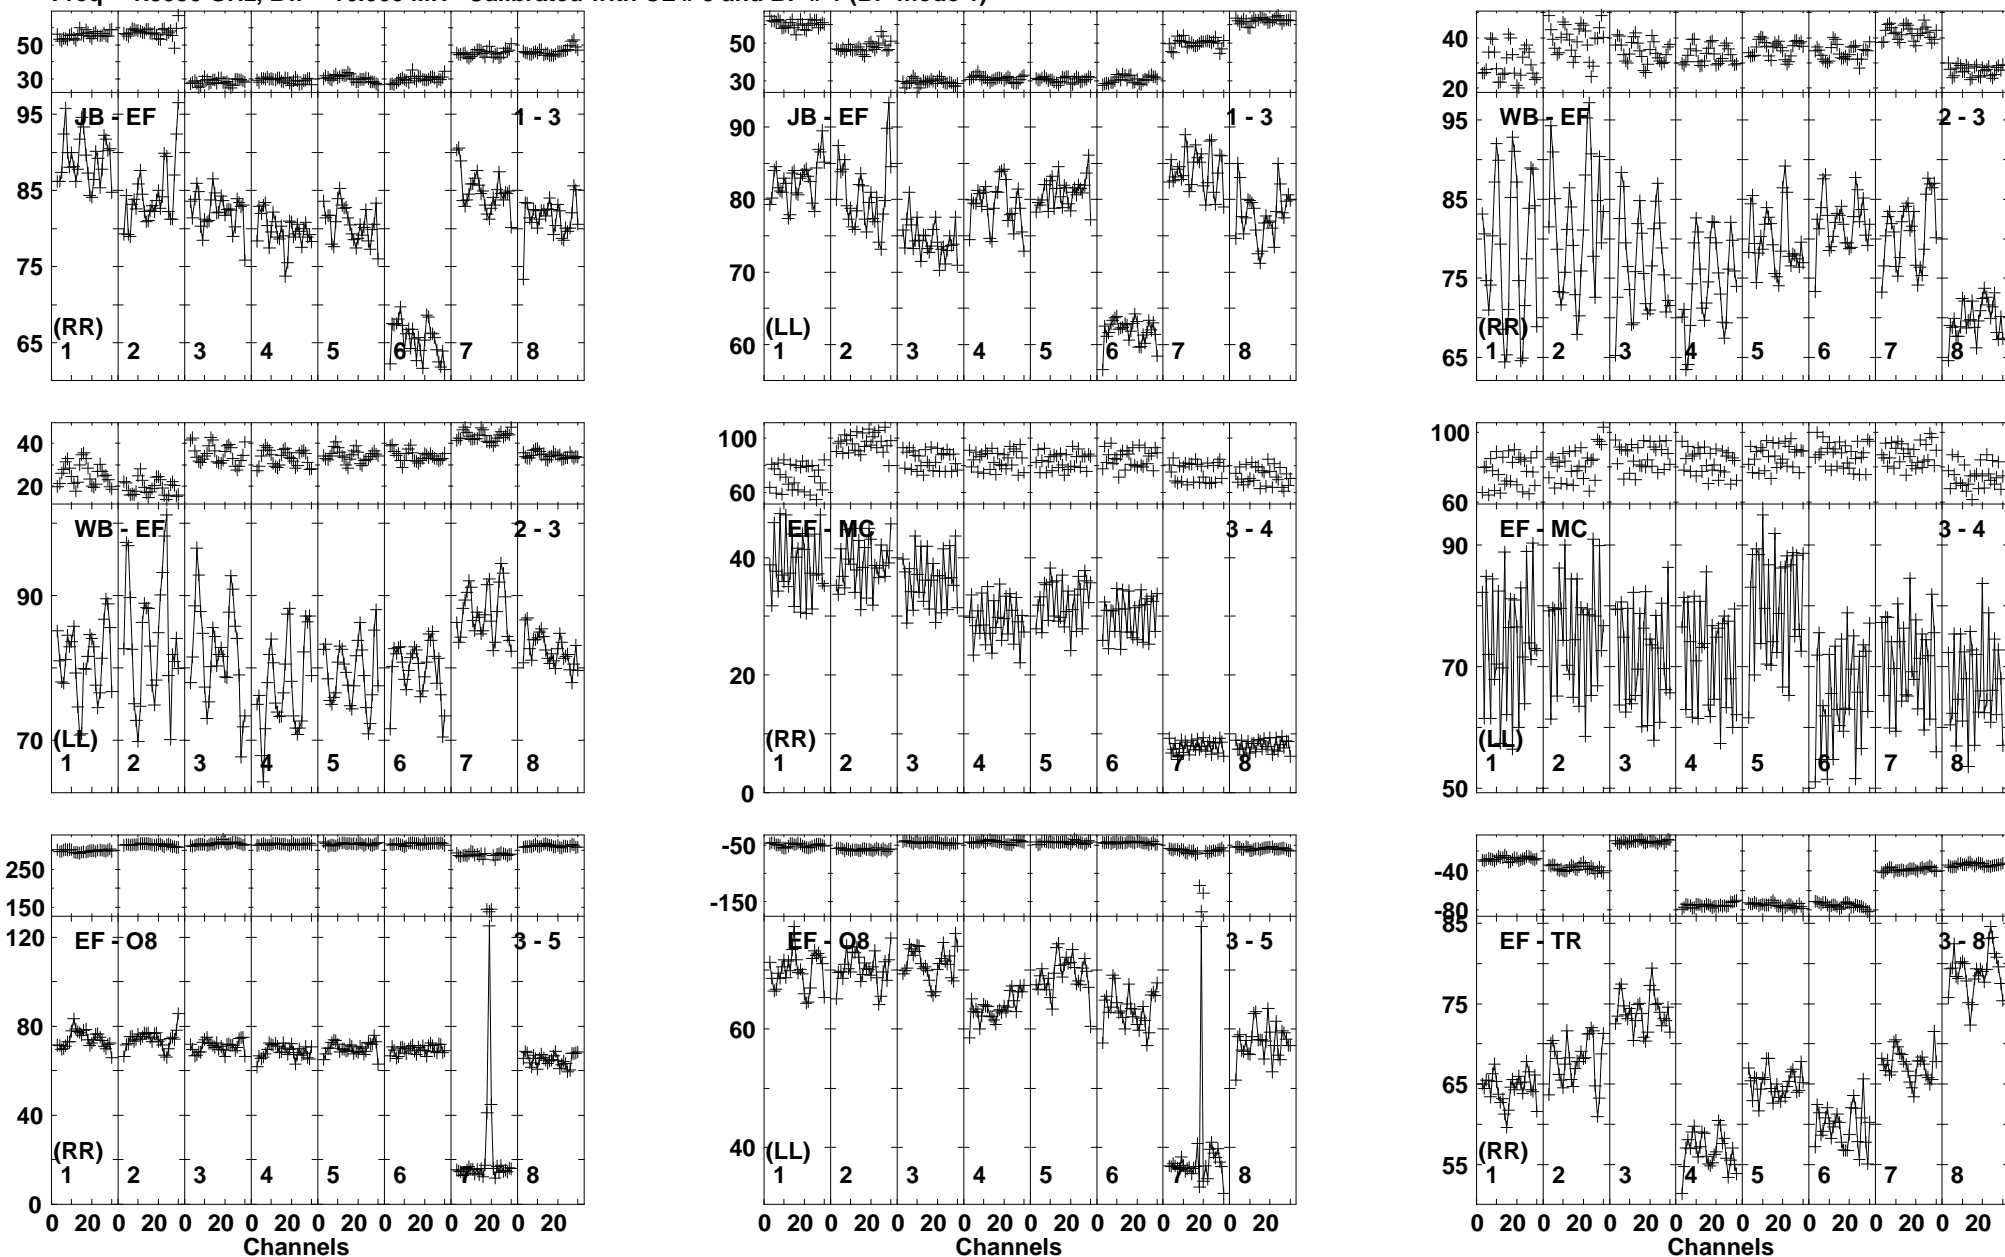 50
30
95 JB - EF 1 - 3
85
75
65 (RR)
1 2 3 4 5 6 7 8
50
30
90 JB - EF 1 - 3
80
70
60 (LL)
1 2 3 4 5 6 7 8
40
20
95 WB - EF 2 - 3
85
75
65 (RR)
1 2 3 4 5 6 7 8
40
20
WB - EF 2 - 3
90
70 (LL)
1 2 3 4 5 6 7 8
100
60
EF - MC 3 - 4
40
20
0 (RR)
1 2 3 4 5 6 7 8
100
60
EF - MC 3 - 4
90
70
50 (LL)
1 2 3 4 5 6 7 8
250
150
120 EF - O8 3 - 5
80
40
0 (RR)
1 2 3 4 5 6 7 8
0 20 0 20 0 20 0 20 0 20 0 20 0 20 0 20
Channels
-50
-150
EF - O8 3 - 5
60
40 (LL)
1 2 3 4 5 6 7 8
0 20 0 20 0 20 0 20 0 20 0 20 0 20 0 20
Channels
-40
-80
85 EF - TR 3 - 8
75
65
55 (RR)
1 2 3 4 5 6 7 8
0 20 0 20 0 20 0 20 0 20 0 20 0 20 0 20
Channels